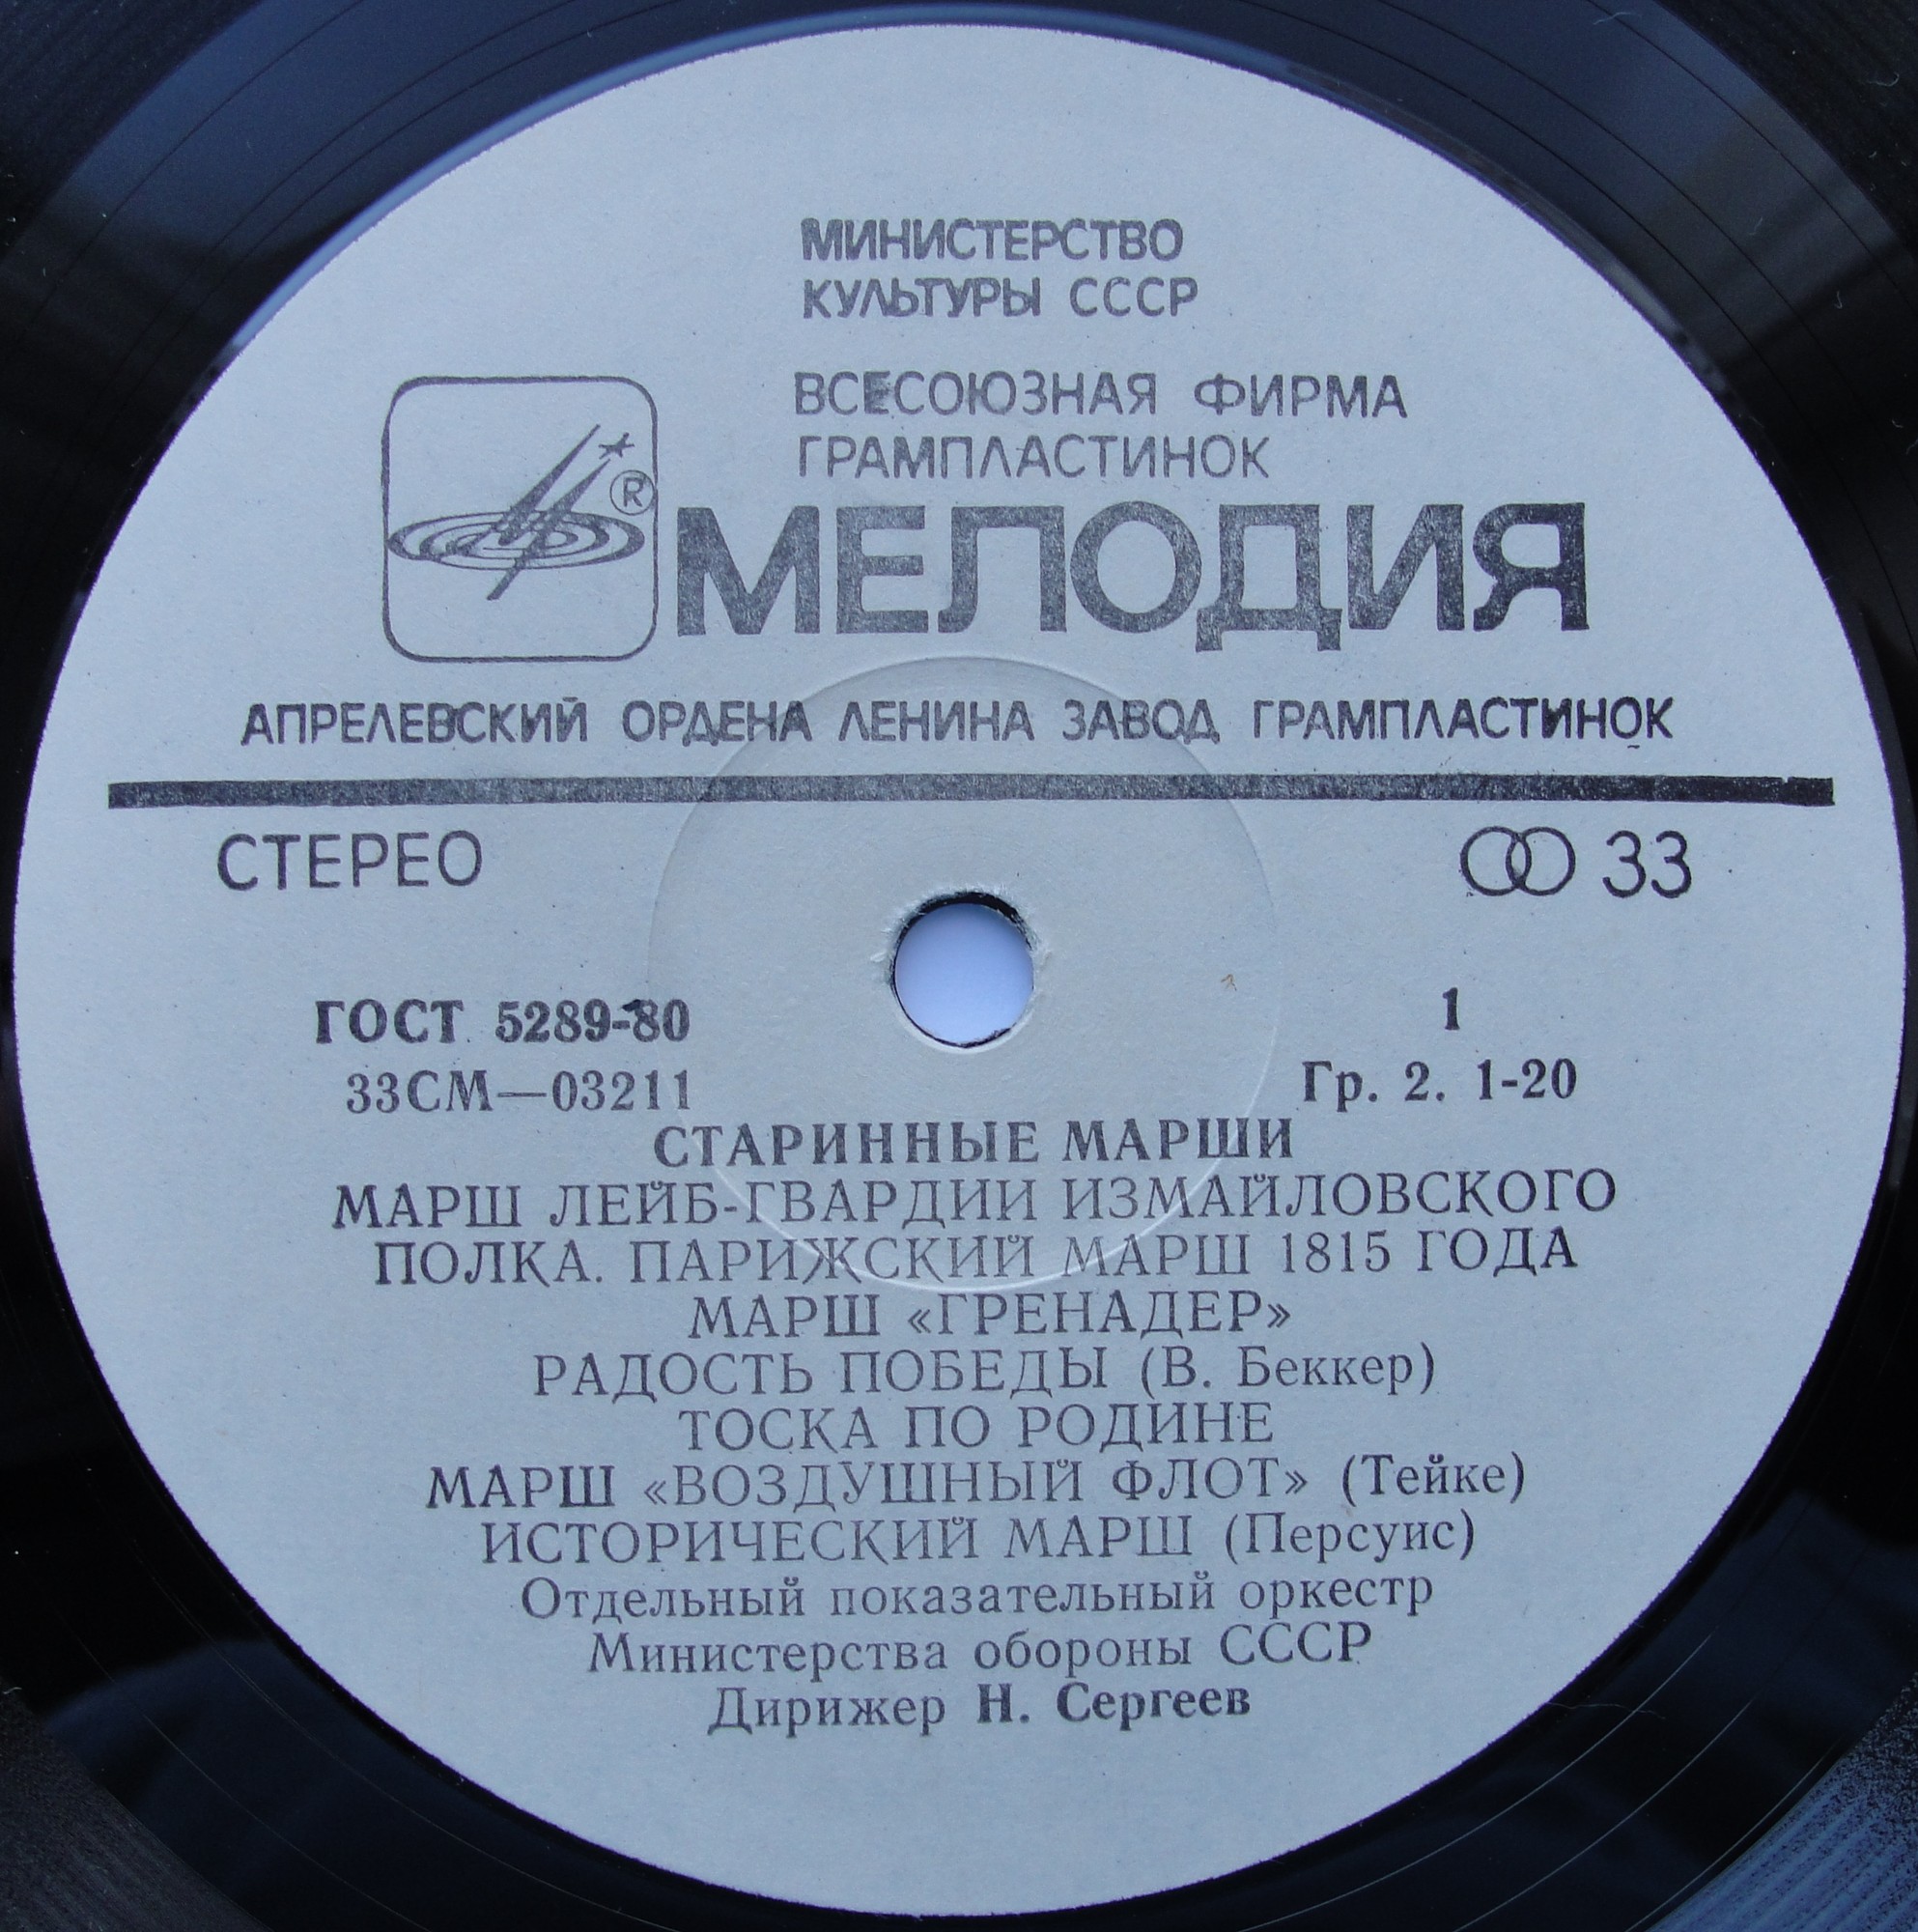 МИНИСТЕРСТВО
КУЛЬТУРЫ СССР
ВСЕСОЮЗНАЯ ФИРМА
ГРАМПЛАСТИНОК
®
МЕЛОДИЯ
АПРЕЛЕВСКИЙ ОРДЕНА ЛЕНИНА ЗАВОД ГРАМПЛАСТИНОК
СТЕРЕО
33
ГОСТ 5289-80
1
33СМ—03211
Гр. 2. 1-20
СТАРИННЫЕ МАРШИ
МАРШ ЛЕЙБ-ГВАРДИИ ИЗМАЙЛОВСКОГО
ПОЛКА. ПАРИЖСКИЙ МАРШ 1815 ГОДА
МАРШ «ГРЕНАДЕР»
РАДОСТЬ ПОБЕДЫ (В. Беккер)
ТОСКА ПО РОДИНЕ
МАРШ «ВОЗДУШНЫЙ ФЛОТ» (Тейке)
ИСТОРИЧЕСКИЙ МАРШ (Персуис)
Отдельный показательный оркестр
Министерства обороны СССР
Дирижер Н. Сергеев